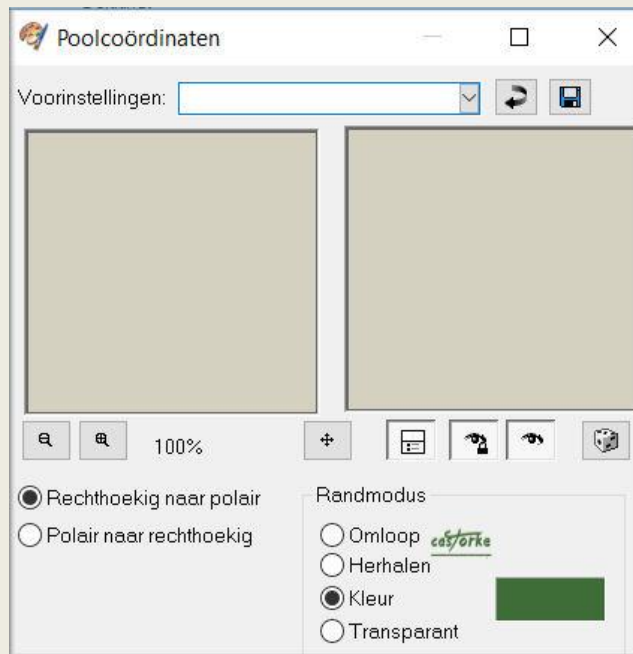 Poolcoördinaten
Voorinstellingen:
100%
Rechthoekig naar polair
Polair naar rechthoekig
Randmodus
Omloop castorke
Herhalen
Kleur
Transparant